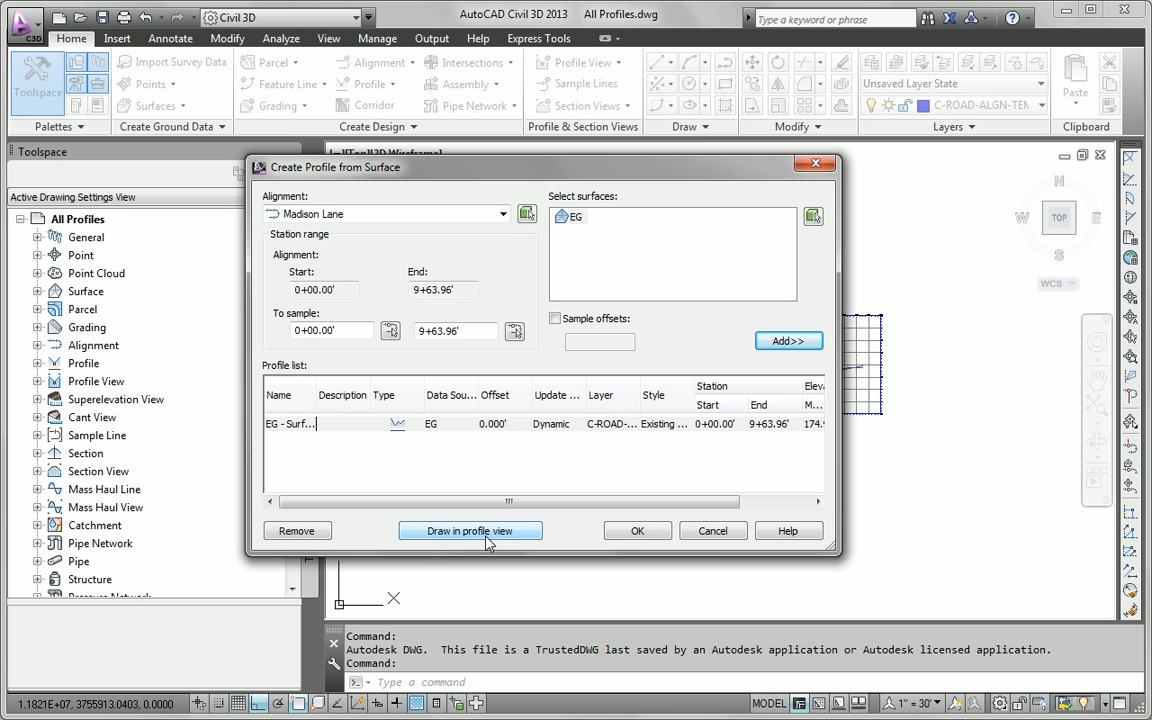 Civil 3D
AutoCAD Civil 3D 2013 All Profiles.dwg
Type a keyword or phrase
C3D
Home Insert Annotate Modify Analyze View Manage Output Help Express Tools
Toolspace
Import Survey Data
Points
Surfaces
Parcel
Feature Line
Grading
Alignment
Profile
Corridor
Intersections
Assembly
Pipe Network
Profile View
Sample Lines
Section Views
Unsaved Layer State
C-ROAD-ALGN-TEN
Paste
Palettes
Create Ground Data
Create Design
Profile & Section Views
Draw
Modify
Layers
Clipboard
Toolspace
Active Drawing Settings View
All Profiles
General
Point
Point Cloud
Surface
Parcel
Grading
Alignment
Profile
Profile View
Superelevation View
Cant View
Sample Line
Section
Section View
Mass Haul Line
Mass Haul View
Catchment
Pipe Network
Pipe
Structure
Create Profile from Surface
Alignment:
Madison Lane
Station range
Alignment:
Start: End:
0+00.00' 9+63.96'
To sample:
0+00.00' 9+63.96'
Select surfaces:
EG
Sample offsets:
Add>>
Profile list:
Name Description Type Data Sou... Offset Update ... Layer Style Station Eleva
Start End M...
EG - Surf... EG 0.000' Dynamic C-ROAD-... Existing ... 0+00.00' 9+63.96' 174.
Remove Draw in profile view OK Cancel Help
N
W TOP E
S
WCS
X
Command:
Autodesk DWG. This file is a TrustedDWG last saved by an Autodesk application or Autodesk licensed application.
Command:
Type a command
1.1821E+07, 3755913.0403, 0.0000
MODEL
1" = 30'